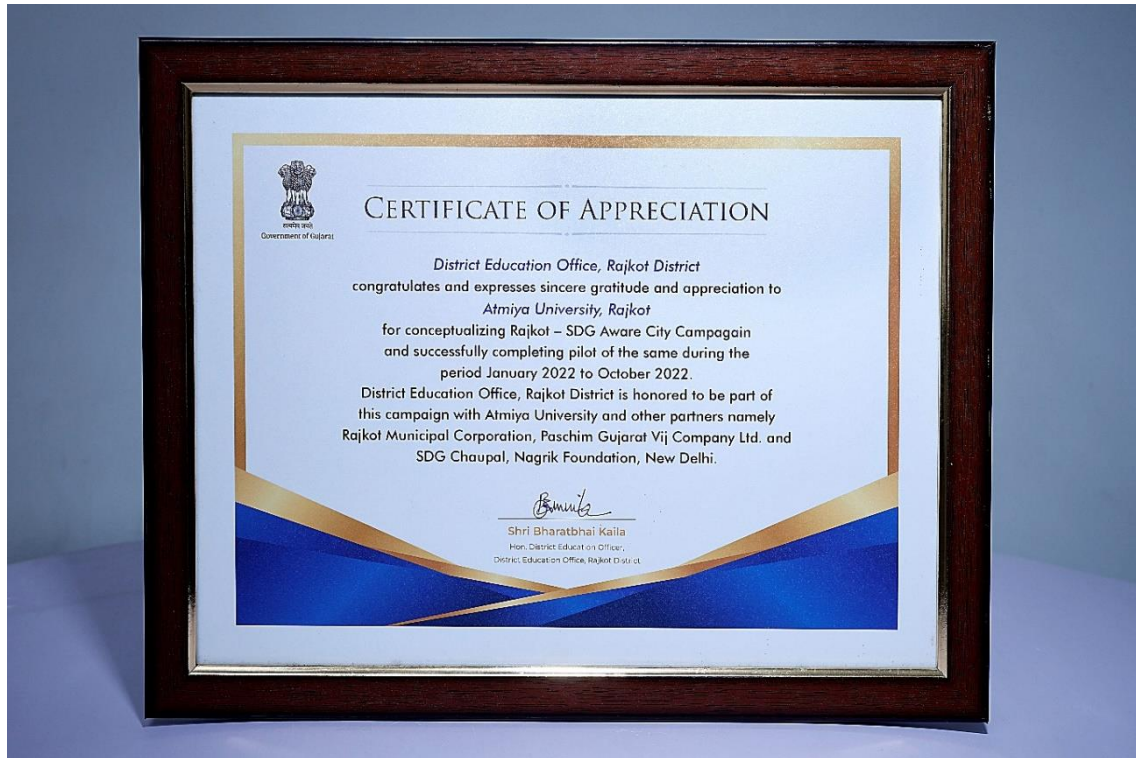 सत्यमेव जयते
Government of Gujarat
CERTIFICATE OF APPRECIATION
District Education Office, Rajkot District
congratulates and expresses sincere gratitude and appreciation to
Atmiya University, Rajkot
for conceptualizing Rajkot – SDG Aware City Campagain
and successfully completing pilot of the same during the
period January 2022 to October 2022.
District Education Office, Rajkot District is honored to be part of
this campaign with Atmiya University and other partners namely
Rajkot Municipal Corporation, Paschim Gujarat Vij Company Ltd. and
SDG Chaupal, Nagrik Foundation, New Delhi.
Shri Bharatbhai Kaila
Hon. District Education Officer,
District Education Office, Rajkot District